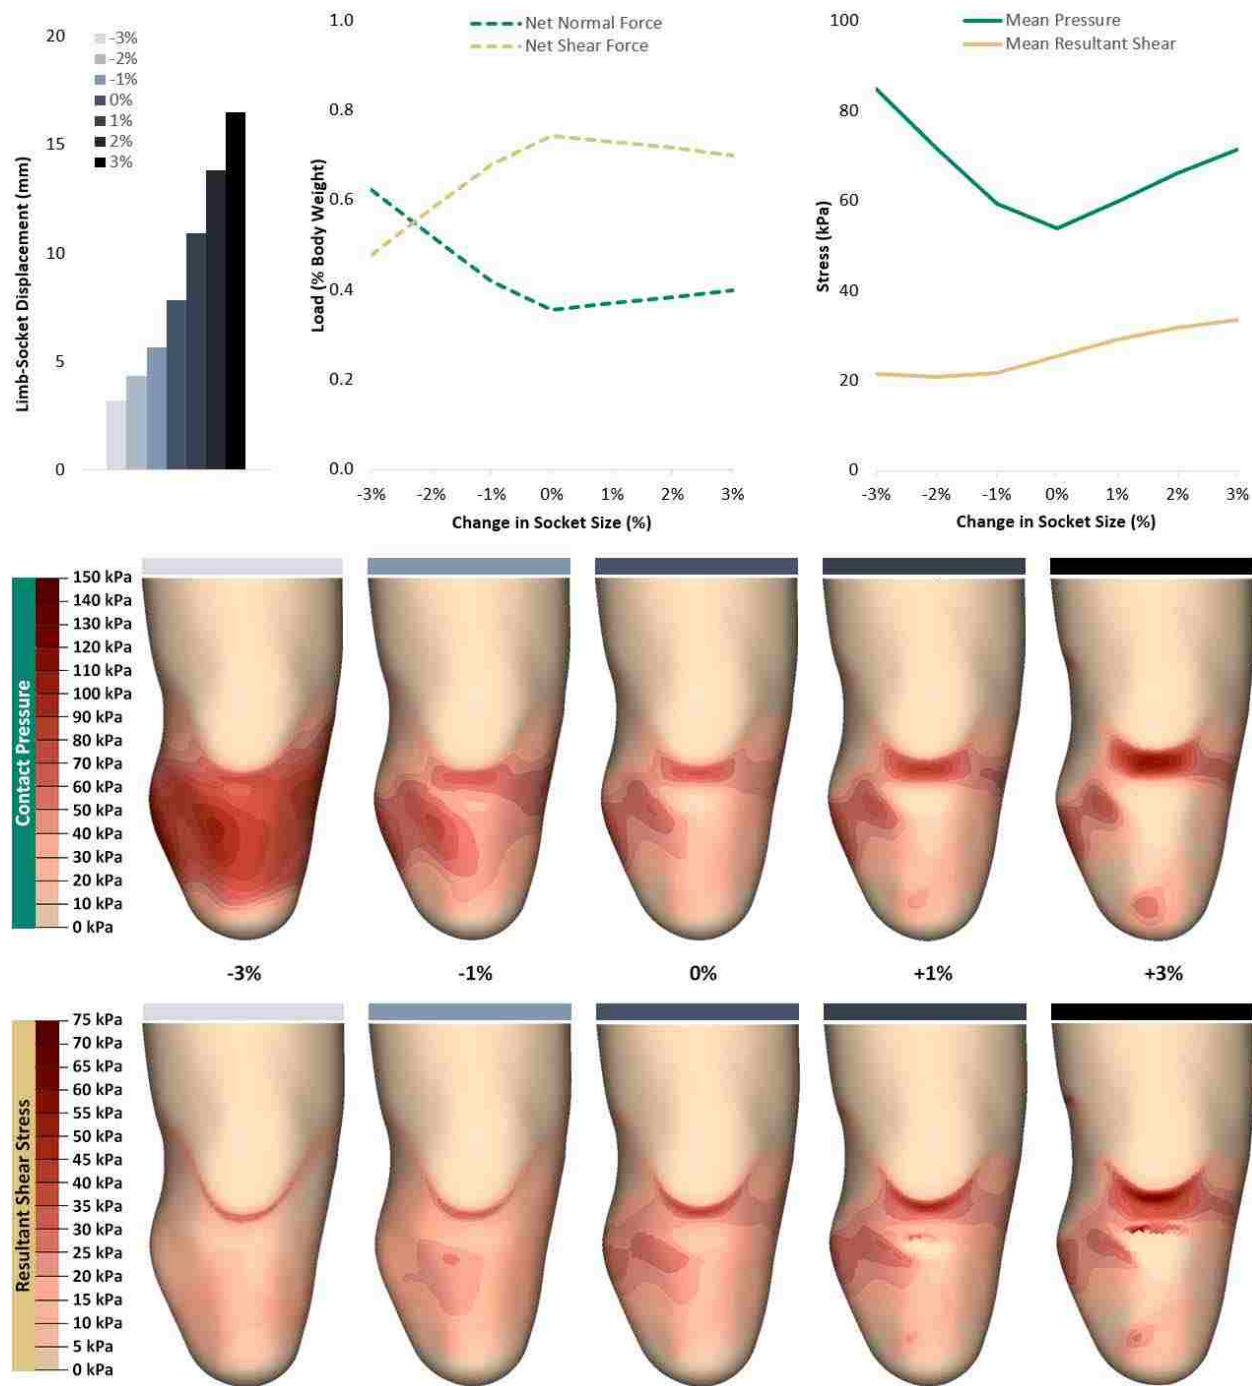 20
15
10
5
0
Limb-Socket Displacement (mm)
-3%
-2%
-1%
0%
1%
2%
3%
Net Normal Force
Net Shear Force
1.0
0.8
0.6
0.4
0.2
0.0
Load (% Body Weight)
-3% -2% -1% 0% 1% 2% 3%
Change in Socket Size (%)
Mean Pressure
Mean Resultant Shear
100
80
60
40
20
0
Stress (kPa)
-3% -2% -1% 0% 1% 2% 3%
Change in Socket Size (%)
Contact Pressure
150 kPa
140 kPa
130 kPa
120 kPa
110 kPa
100 kPa
90 kPa
80 kPa
70 kPa
60 kPa
50 kPa
40 kPa
30 kPa
20 kPa
10 kPa
0 kPa
-3% -1% 0% +1% +3%
Resultant Shear Stress
75 kPa
70 kPa
65 kPa
60 kPa
55 kPa
50 kPa
45 kPa
40 kPa
35 kPa
30 kPa
25 kPa
20 kPa
15 kPa
10 kPa
5 kPa
0 kPa